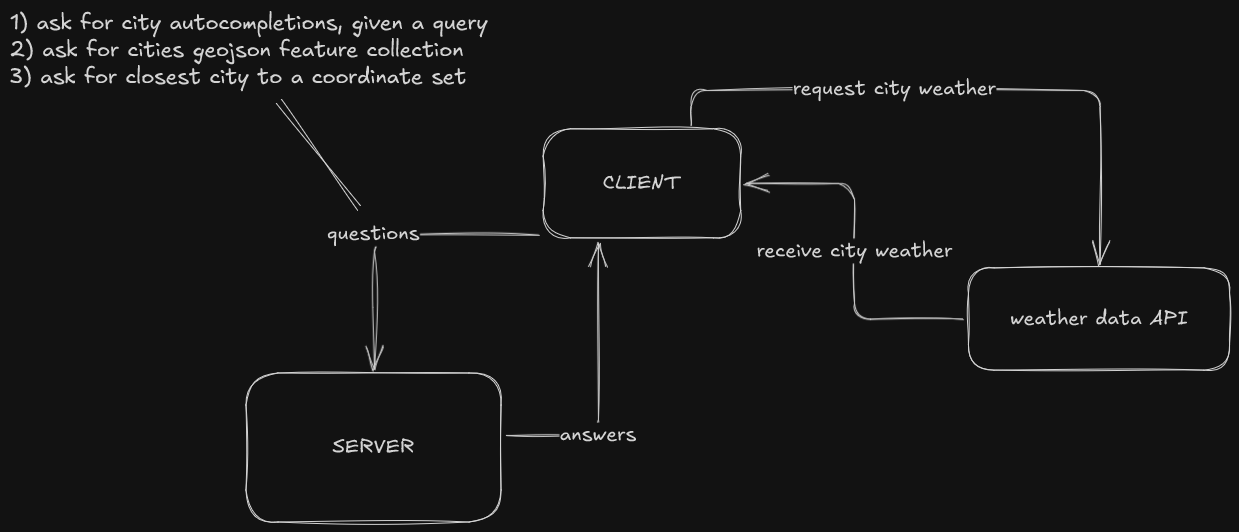 1) ask for city autocompletions, given a query
2) ask for cities geojson feature collection
3) ask for closest city to a coordinate set
request city weather
CLIENT
questions
receive city weather
weather data API
answers
SERVER